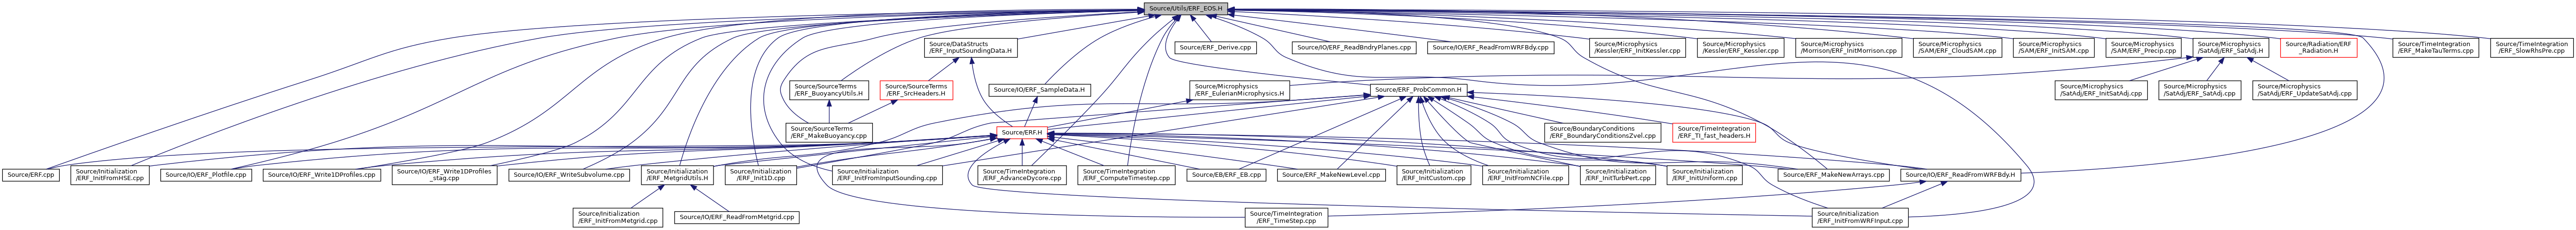 Source/Utils/ERF_EOS.H
Source/DataStructs
/ERF_InputSoundingData.H
Source/ERF_Derive.cpp
Source/IO/ERF_ReadBndryPlanes.cpp
Source/IO/ERF_ReadFromWRFBdy.cpp
Source/Microphysics
/Kessler/ERF_InitKessler.cpp
Source/Microphysics
/Kessler/ERF_Kessler.cpp
Source/Microphysics
/Morrison/ERF_InitMorrison.cpp
Source/Microphysics
/SAM/ERF_CloudSAM.cpp
Source/Microphysics
/SAM/ERF_InitSAM.cpp
Source/Microphysics
/SAM/ERF_Precip.cpp
Source/Microphysics
/SatAdj/ERF_SatAdj.H
Source/Radiation/ERF
_Radiation.H
Source/TimeIntegration
/ERF_MakeTauTerms.cpp
Source/TimeIntegration
/ERF_SlowRhsPre.cpp
Source/SourceTerms
/ERF_BuoyancyUtils.H
Source/SourceTerms
/ERF_SrcHeaders.H
Source/IO/ERF_SampleData.H
Source/Microphysics
/ERF_EulerianMicrophysics.H
Source/ERF_ProbCommon.H
Source/Microphysics
/SatAdj/ERF_InitSatAdj.cpp
Source/Microphysics
/SatAdj/ERF_SatAdj.cpp
Source/Microphysics
/SatAdj/ERF_UpdateSatAdj.cpp
Source/SourceTerms
/ERF_MakeBuoyancy.cpp
Source/ERF.H
Source/BoundaryConditions
/ERF_BoundaryConditionsZvel.cpp
Source/TimeIntegration
/ERF_TI_fast_headers.H
Source/ERF.cpp
Source/Initialization
/ERF_InitFromHSE.cpp
Source/IO/ERF_Plotfile.cpp
Source/IO/ERF_Write1DProfiles.cpp
Source/IO/ERF_Write1DProfiles
_stag.cpp
Source/IO/ERF_WriteSubvolume.cpp
Source/Initialization
/ERF_MetgridUtils.H
Source/Initialization
/ERF_Init1D.cpp
Source/Initialization
/ERF_InitFromInputSounding.cpp
Source/TimeIntegration
/ERF_AdvanceDycore.cpp
Source/TimeIntegration
/ERF_ComputeTimestep.cpp
Source/EB/ERF_EB.cpp
Source/ERF_MakeNewLevel.cpp
Source/Initialization
/ERF_InitCustom.cpp
Source/Initialization
/ERF_InitFromNCFile.cpp
Source/Initialization
/ERF_InitTurbPert.cpp
Source/Initialization
/ERF_InitUniform.cpp
Source/ERF_MakeNewArrays.cpp
Source/IO/ERF_ReadFromWRFBdy.H
Source/Initialization
/ERF_InitFromMetgrid.cpp
Source/IO/ERF_ReadFromMetgrid.cpp
Source/TimeIntegration
/ERF_TimeStep.cpp
Source/Initialization
/ERF_InitFromWRFInput.cpp